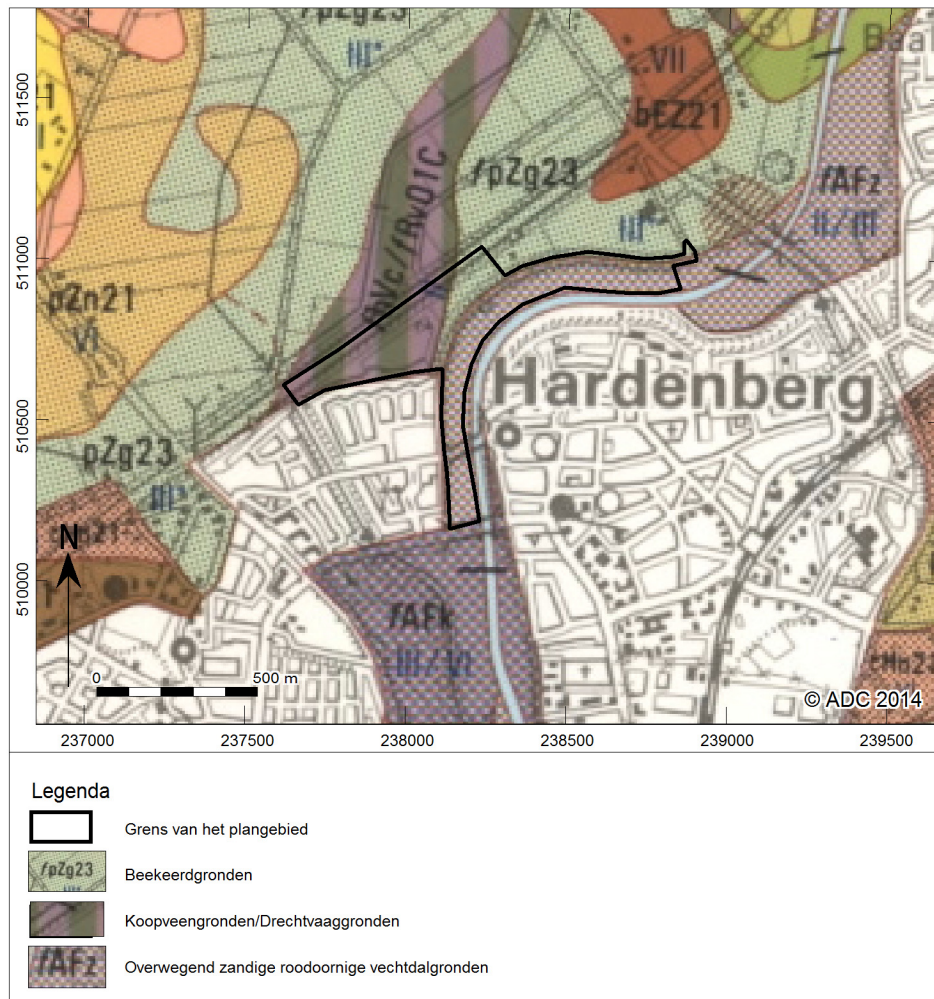 fpZg23
III*
Baal
VII
bEZ21
fpZg23
fAFz
II/III
III*
pZn21
VI
Hardenberg
pZg23
III*
N
fAFk
III/VI
0 500 m
© ADC 2014
511500
511000
510500
510000
237000 237500 238000 238500 239000 239500
Legenda
Grens van het plangebied
fpZg23
Beekeerdgronden
Koopveengronden/Drechtvaaggronden
fAFz
Overwegend zandige roodoornige vechtdalgronden